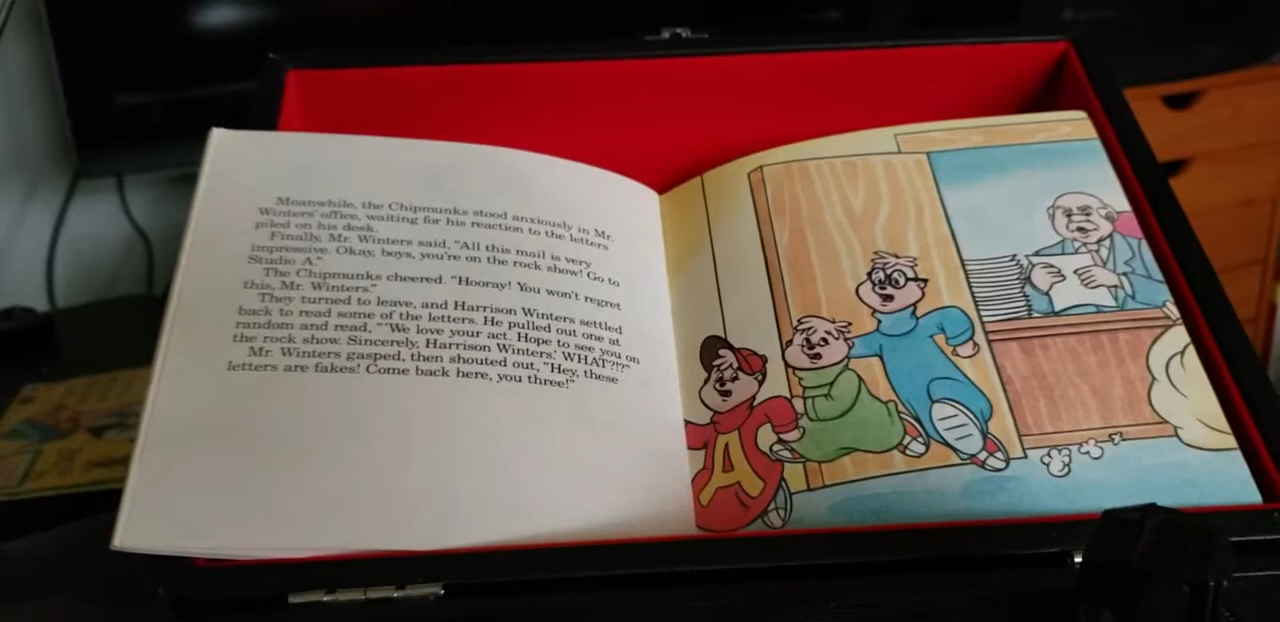 Meanwhile, the Chipmunks stood anxiously in Mr.
Winters' office, waiting for his reaction to the letters
piled on his desk.
Finally, Mr. Winters said, "All this mail is very
impressive. Okay, boys, you're on the rock show! Go to
Studio A."
The Chipmunks cheered. "Hooray! You won't regret
this, Mr. Winters."
They turned to leave, and Harrison Winters settled
back to read some of the letters. He pulled out one at
random and read, "'We love your act. Hope to see you on
the rock show. Sincerely, Harrison Winters.' WHAT?!?"
Mr. Winters gasped, then shouted out, "Hey, these
letters are fakes! Come back here, you three!"
A